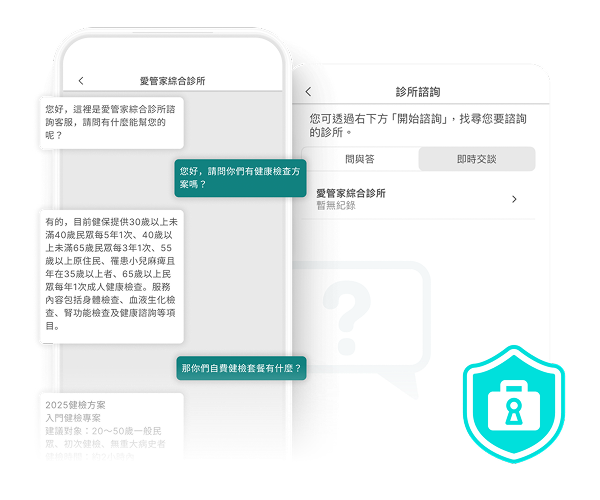 愛管家綜合診所
您好，這裡是愛管家綜合診所諮
詢客服，請問有什麼能幫您的
呢？
您好，請問你們有健康檢查方
案嗎？
有的，目前健保提供30歲以上未
滿40歲民眾每5年1次、40歲以
上未滿65歲民眾每3年1次、55
歲以上原住民、罹患小兒麻痺且
年在35歲以上者、65歲以上民
眾每年1次成人健康檢查。服務
內容包括身體檢查、血液生化檢
查、腎功能檢查及健康諮詢等項
目。
那你們自費健檢套餐有什麼？
2025健檢方案
入門健檢專案
建議對象：20～50歲一般民
眾、初次健檢、無重大病史者
診所諮詢
您可透過右下方「開始諮詢」，找尋您要諮詢
的診所。
問與答
即時交談
愛管家綜合診所
暫無紀錄
?